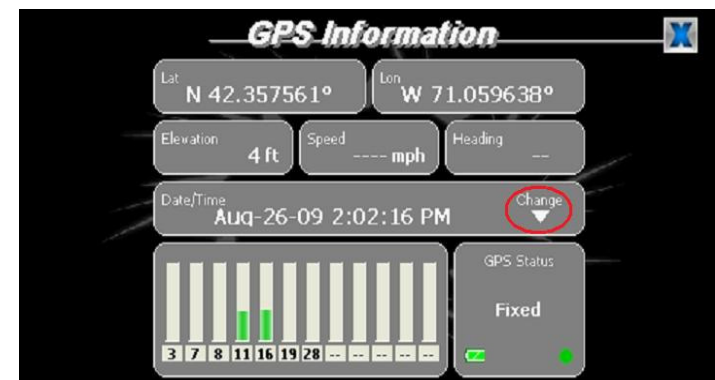 GPS Information
X
Lat
N 42.357561°
Lon
W 71.059638°
Elevation
4 ft
Speed
---- mph
Heading
--
Date/Time
Aug-26-09 2:02:16 PM
Change
GPS Status
Fixed
3 7 8 11 16 19 28 -- -- -- -- --